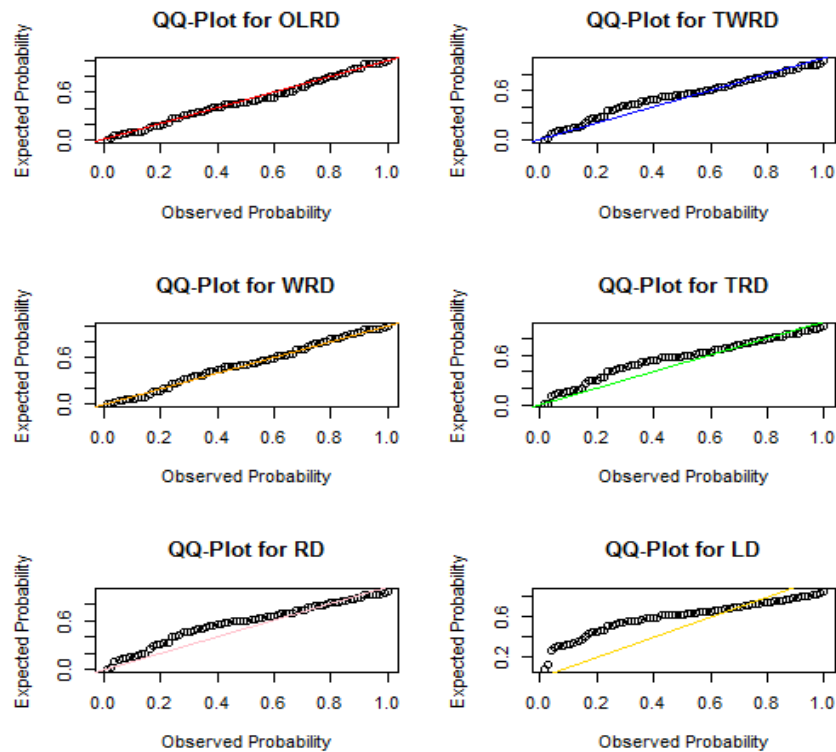 QQ-Plot for OLRD
Expected Probability
0.0 0.6
0.0 0.2 0.4 0.6 0.8 1.0
Observed Probability
QQ-Plot for TWRD
Expected Probability
0.0 0.6
0.0 0.2 0.4 0.6 0.8 1.0
Observed Probability
QQ-Plot for WRD
Expected Probability
0.0 0.6
0.0 0.2 0.4 0.6 0.8 1.0
Observed Probability
QQ-Plot for TRD
Expected Probability
0.0 0.6
0.0 0.2 0.4 0.6 0.8 1.0
Observed Probability
QQ-Plot for RD
Expected Probability
0.0 0.6
0.0 0.2 0.4 0.6 0.8 1.0
Observed Probability
QQ-Plot for LD
Expected Probability
0.2 0.6
0.0 0.2 0.4 0.6 0.8 1.0
Observed Probability